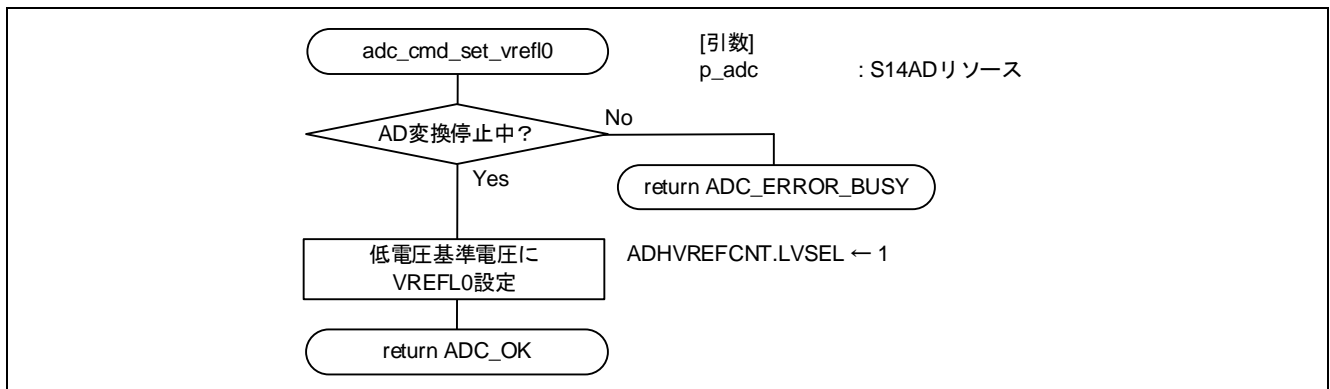 adc_cmd_set_vrefl0
[引数]
p_adc : S14ADリソース
AD変換停止中？
No
Yes
return ADC_ERROR_BUSY
低電圧基準電圧に
VREFL0設定
ADHVREFCNT.LVSEL ← 1
return ADC_OK